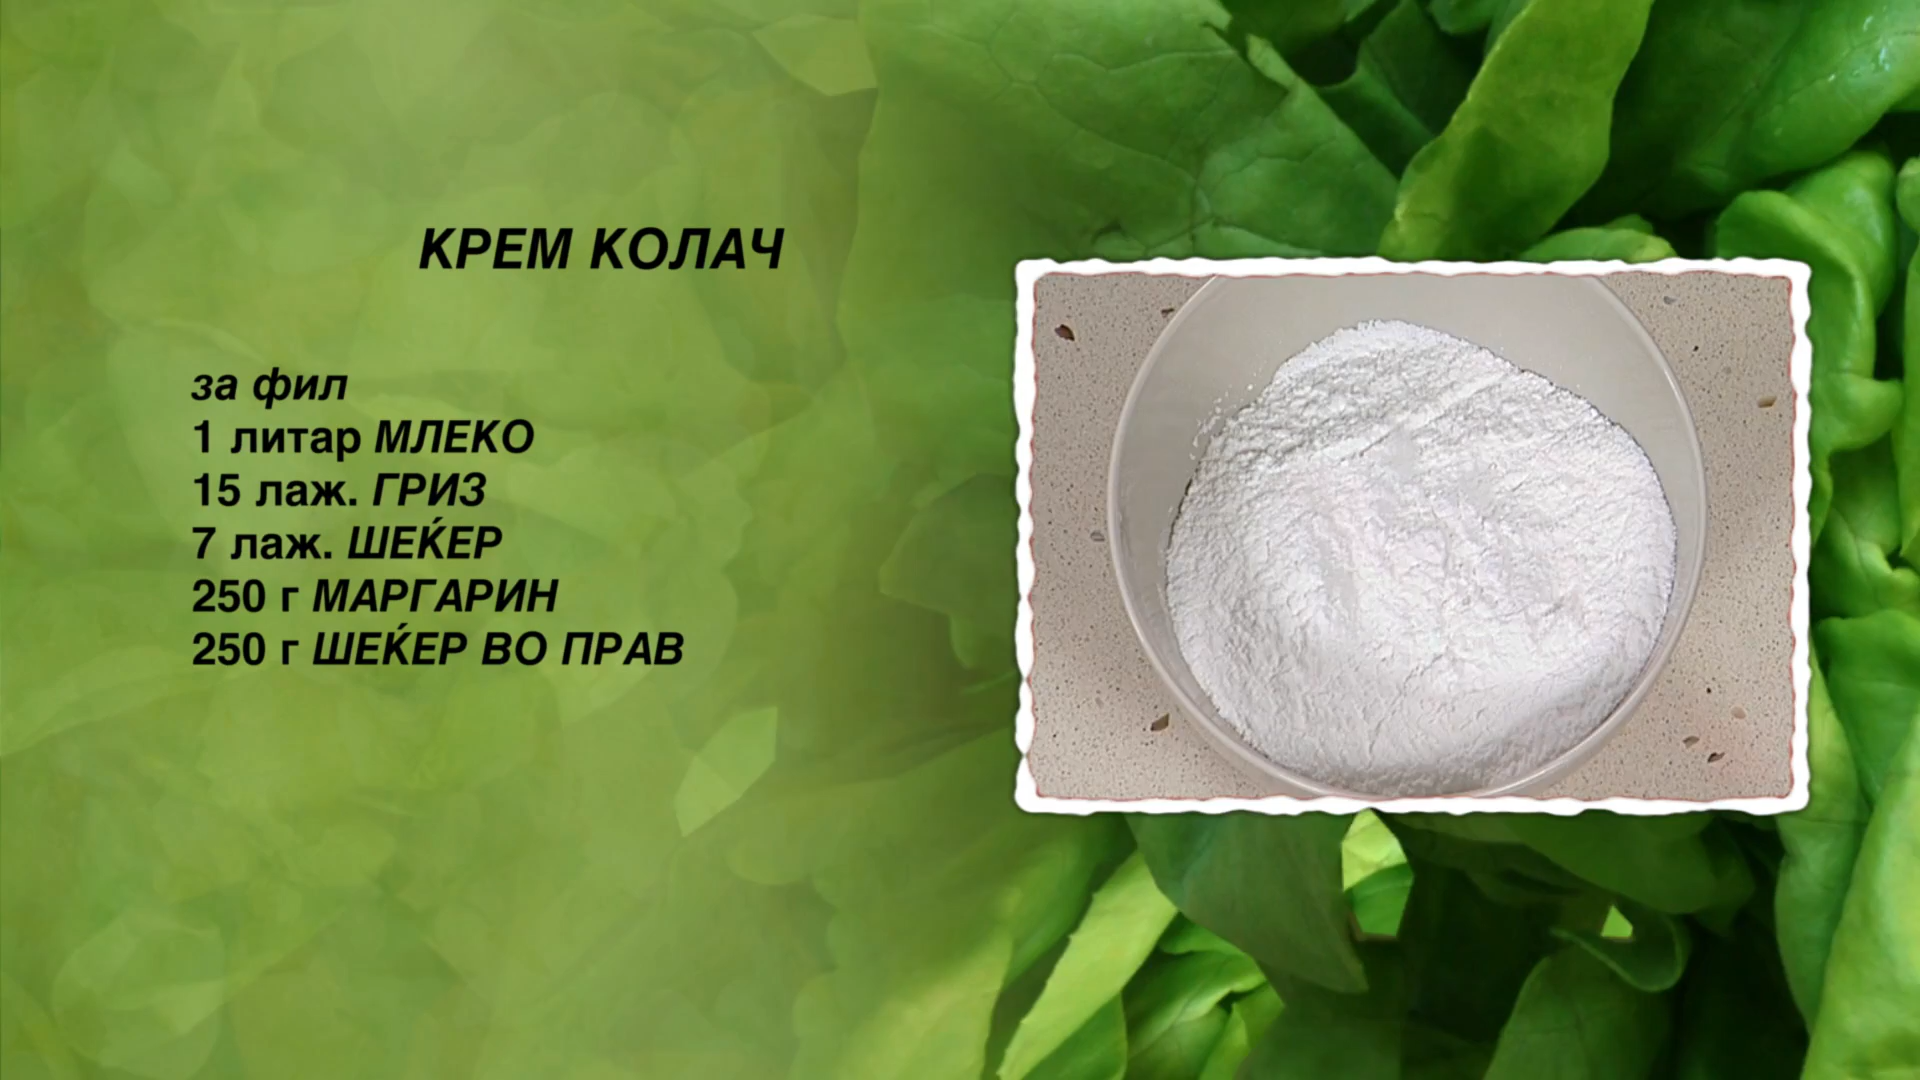 КРЕМ КОЛАЧ
за фил
1 литар МЛЕКО
15 лаж. ГРИЗ
7 лаж. ШЕЌЕР
250 г МАРГАРИН
250 г ШЕЌЕР ВО ПРАВ